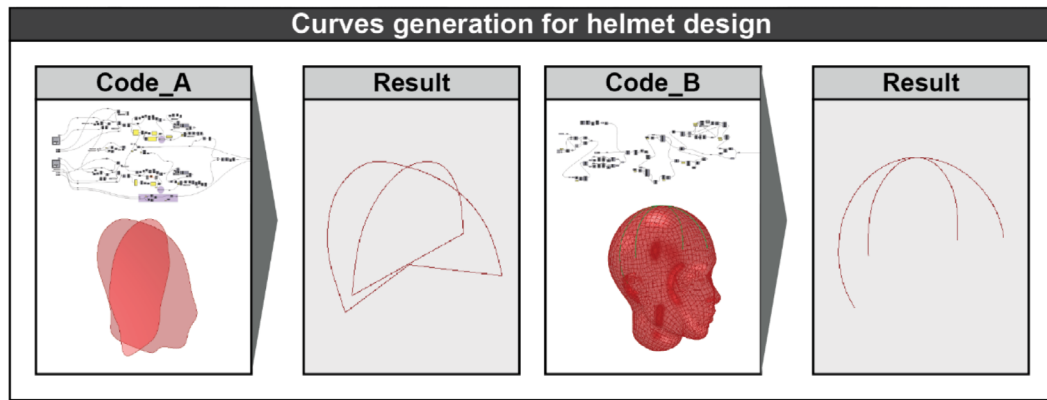 Curves generation for helmet design
Code_A
Result
Code_B
Result